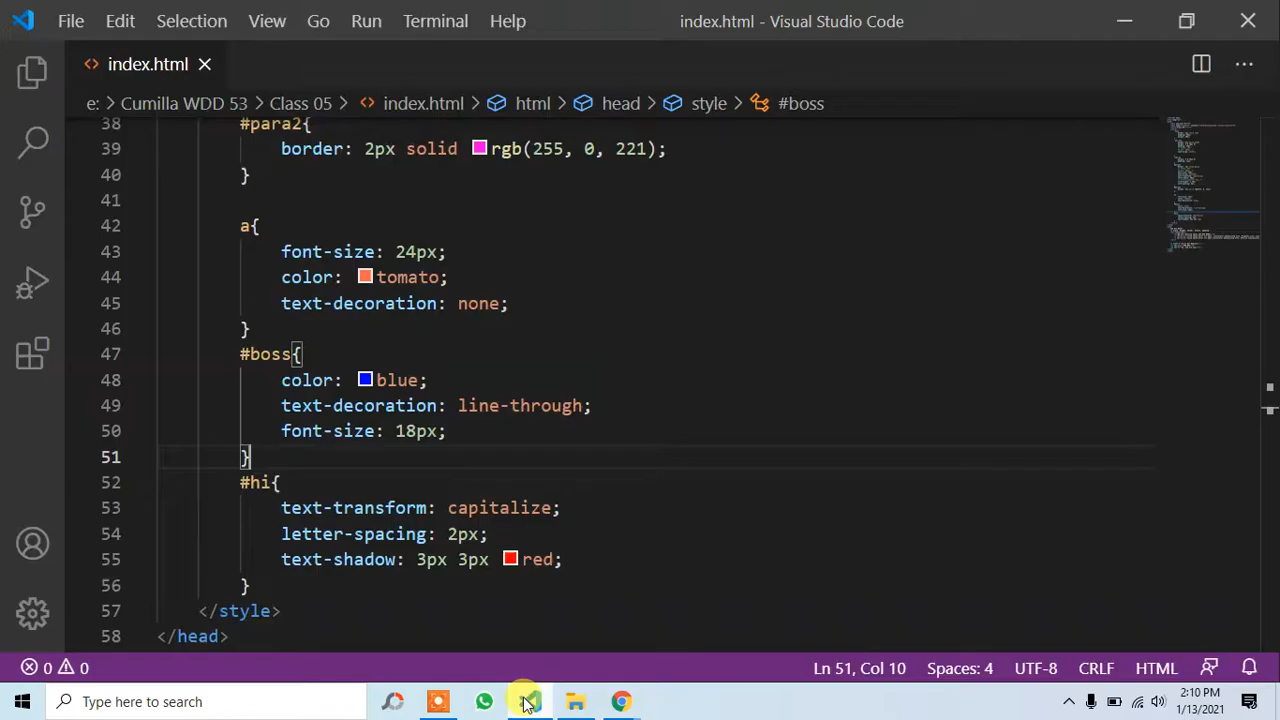 File Edit Selection View Go Run Terminal Help index.html - Visual Studio Code
index.html
e: > Cumilla WDD 53 > Class 05 > index.html > html > head > style > #boss
38 #para2{
39 border: 2px solid rgb(255, 0, 221);
40 }
41
42 a{
43 font-size: 24px;
44 color: tomato;
45 text-decoration: none;
46 }
47 #boss{
48 color: blue;
49 text-decoration: line-through;
50 font-size: 18px;
51 }
52 #hi{
53 text-transform: capitalize;
54 letter-spacing: 2px;
55 text-shadow: 3px 3px red;
56 }
57 </style>
58 </head>
0 0 Ln 51, Col 10 Spaces: 4 UTF-8 CRLF HTML
Type here to search 2:10 PM
1/13/2021